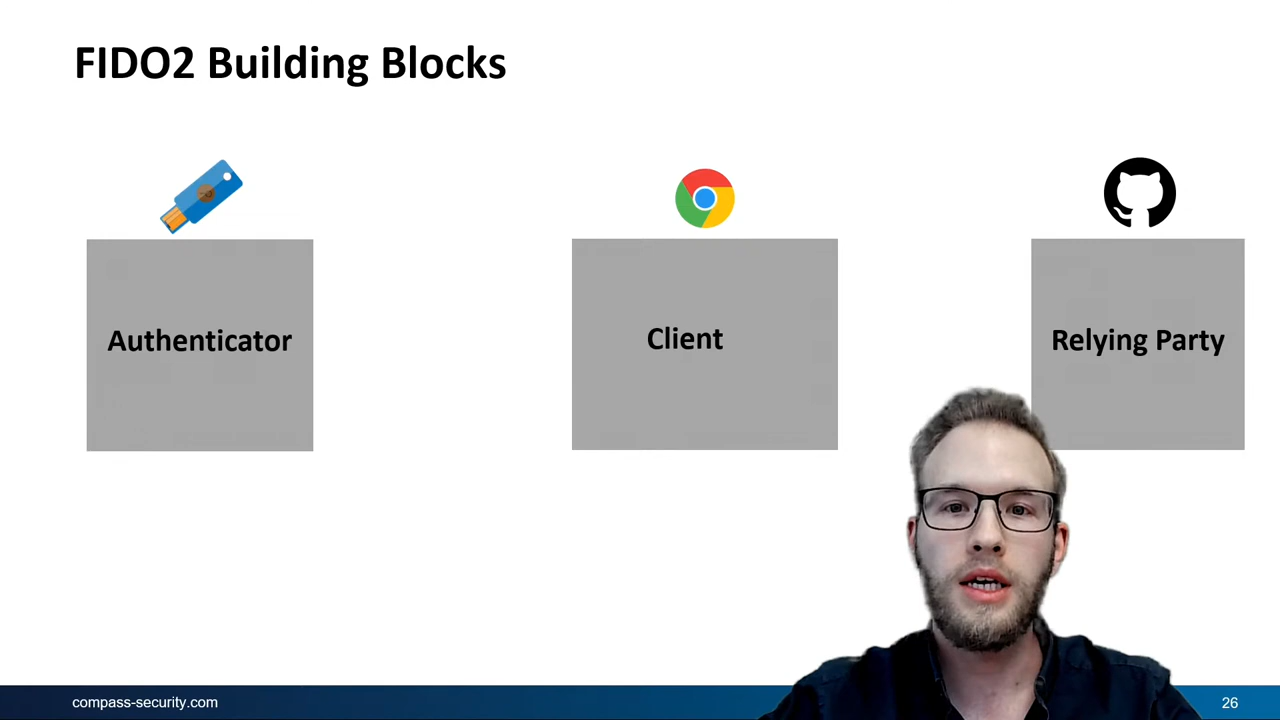 FIDO2 Building Blocks
Authenticator
Client
Relying Party
compass-security.com
26